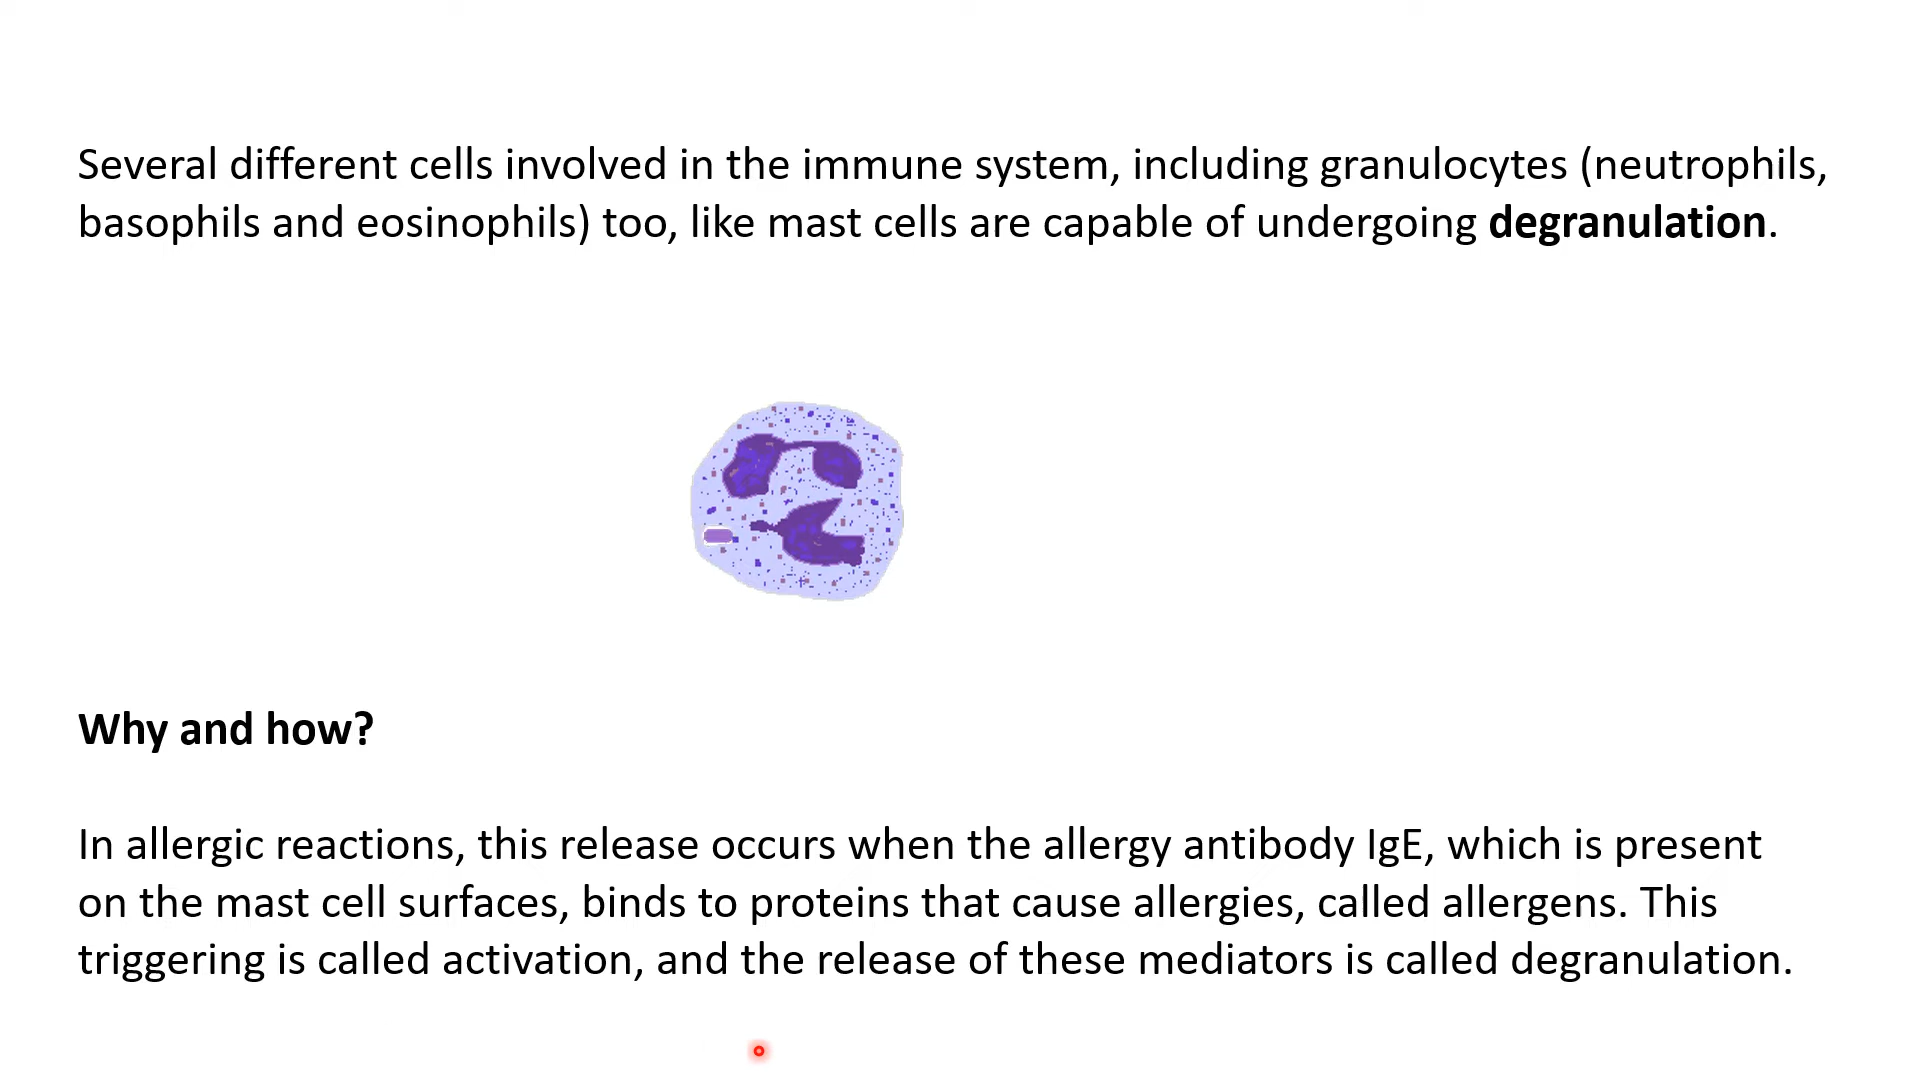 Several different cells involved in the immune system, including granulocytes (neutrophils,
basophils and eosinophils) too, like mast cells are capable of undergoing degranulation.
Why and how?
In allergic reactions, this release occurs when the allergy antibody IgE, which is present
on the mast cell surfaces, binds to proteins that cause allergies, called allergens. This
triggering is called activation, and the release of these mediators is called degranulation.